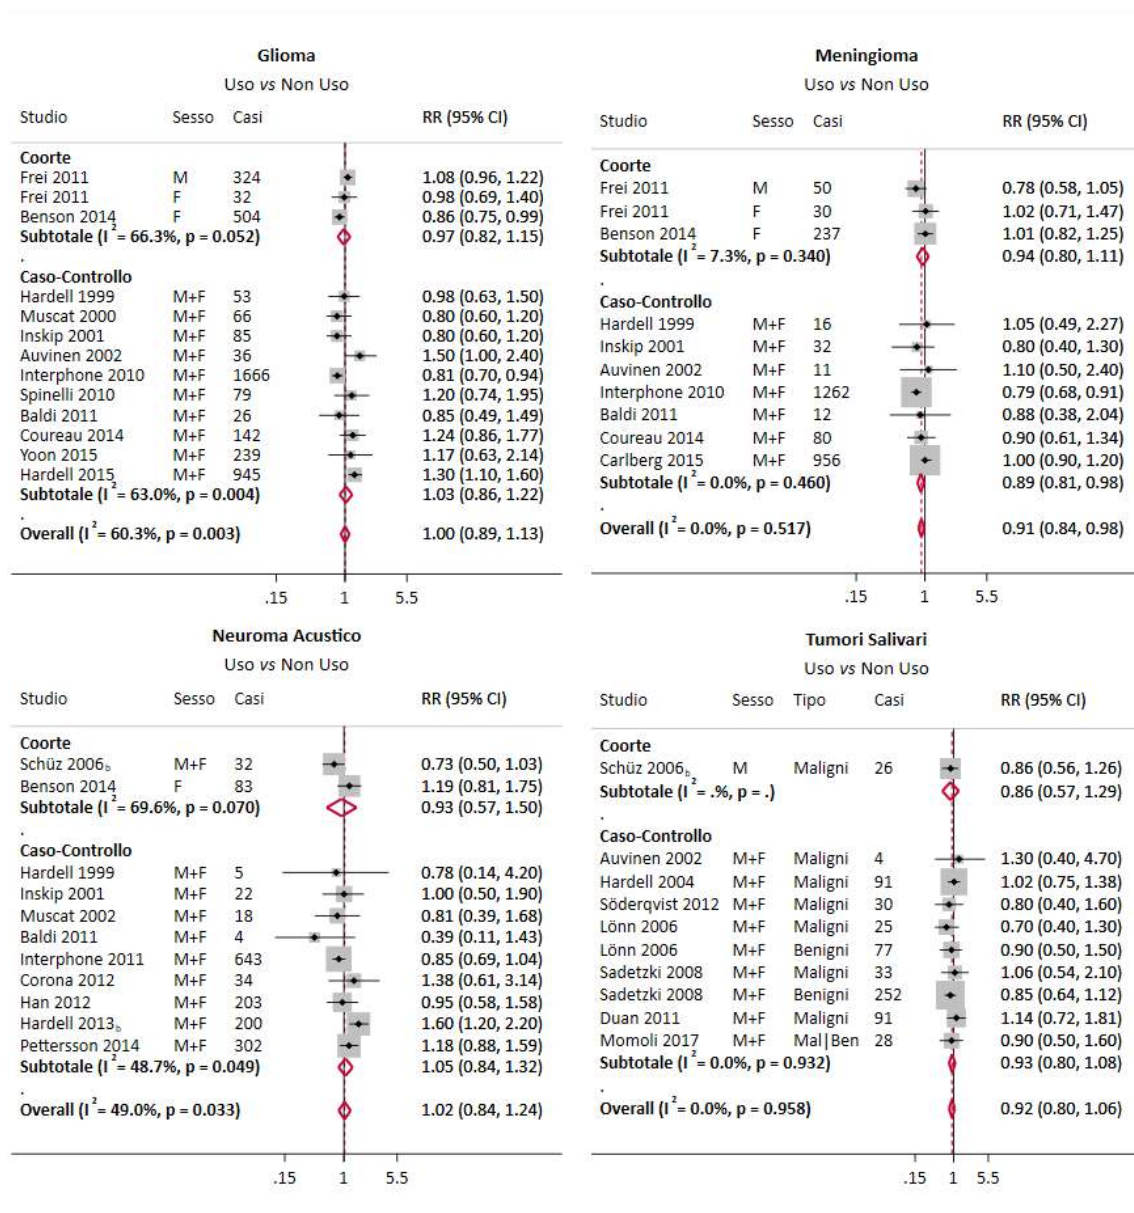 Glioma
Uso vs Non Uso
Studio Sesso Casi RR (95% CI)
Coorte
Frei 2011 M 324 1.08 (0.96, 1.22)
Frei 2011 F 32 0.98 (0.69, 1.40)
Benson 2014 F 504 0.86 (0.75, 0.99)
Subtotale (I² = 66.3%, p = 0.052) 0.97 (0.82, 1.15)
.
Caso-Controllo
Hardell 1999 M+F 53 0.98 (0.63, 1.50)
Muscat 2000 M+F 66 0.80 (0.60, 1.20)
Inskip 2001 M+F 85 0.80 (0.60, 1.20)
Auvinen 2002 M+F 36 1.50 (1.00, 2.40)
Interphone 2010 M+F 1666 0.81 (0.70, 0.94)
Spinelli 2010 M+F 79 1.20 (0.74, 1.95)
Baldi 2011 M+F 26 0.85 (0.49, 1.49)
Coureau 2014 M+F 142 1.24 (0.86, 1.77)
Yoon 2015 M+F 239 1.17 (0.63, 2.14)
Hardell 2015 M+F 945 1.30 (1.10, 1.60)
Subtotale (I² = 63.0%, p = 0.004) 1.03 (0.86, 1.22)
.
Overall (I² = 60.3%, p = 0.003) 1.00 (0.89, 1.13)
.15 1 5.5
Meningioma
Uso vs Non Uso
Studio Sesso Casi RR (95% CI)
Coorte
Frei 2011 M 50 0.78 (0.58, 1.05)
Frei 2011 F 30 1.02 (0.71, 1.47)
Benson 2014 F 237 1.01 (0.82, 1.25)
Subtotale (I² = 7.3%, p = 0.340) 0.94 (0.80, 1.11)
.
Caso-Controllo
Hardell 1999 M+F 16 1.05 (0.49, 2.27)
Inskip 2001 M+F 32 0.80 (0.40, 1.30)
Auvinen 2002 M+F 11 1.10 (0.50, 2.40)
Interphone 2010 M+F 1262 0.79 (0.68, 0.91)
Baldi 2011 M+F 12 0.88 (0.38, 2.04)
Coureau 2014 M+F 80 0.90 (0.61, 1.34)
Carlberg 2015 M+F 956 1.00 (0.90, 1.20)
Subtotale (I² = 0.0%, p = 0.460) 0.89 (0.81, 0.98)
.
Overall (I² = 0.0%, p = 0.517) 0.91 (0.84, 0.98)
.15 1 5.5
Neuroma Acustico
Uso vs Non Uso
Studio Sesso Casi RR (95% CI)
Coorte
Schüz 2006b M+F 32 0.73 (0.50, 1.03)
Benson 2014 F 83 1.19 (0.81, 1.75)
Subtotale (I² = 69.6%, p = 0.070) 0.93 (0.57, 1.50)
.
Caso-Controllo
Hardell 1999 M+F 5 0.78 (0.14, 4.20)
Inskip 2001 M+F 22 1.00 (0.50, 1.90)
Muscat 2002 M+F 18 0.81 (0.39, 1.68)
Baldi 2011 M+F 4 0.39 (0.11, 1.43)
Interphone 2011 M+F 643 0.85 (0.69, 1.04)
Corona 2012 M+F 34 1.38 (0.61, 3.14)
Han 2012 M+F 203 0.95 (0.58, 1.58)
Hardell 2013b M+F 200 1.60 (1.20, 2.20)
Pettersson 2014 M+F 302 1.18 (0.88, 1.59)
Subtotale (I² = 48.7%, p = 0.049) 1.05 (0.84, 1.32)
.
Overall (I² = 49.0%, p = 0.033) 1.02 (0.84, 1.24)
.15 1 5.5
Tumori Salivari
Uso vs Non Uso
Studio Sesso Tipo Casi RR (95% CI)
Coorte
Schüz 2006b M Maligni 26 0.86 (0.56, 1.26)
Subtotale (I² = .%, p = .) 0.86 (0.57, 1.29)
.
Caso-Controllo
Auvinen 2002 M+F Maligni 4 1.30 (0.40, 4.70)
Hardell 2004 M+F Maligni 91 1.02 (0.75, 1.38)
Söderqvist 2012 M+F Maligni 30 0.80 (0.40, 1.60)
Lönn 2006 M+F Maligni 25 0.70 (0.40, 1.30)
Lönn 2006 M+F Benigni 77 0.90 (0.50, 1.50)
Sadetzki 2008 M+F Maligni 33 1.06 (0.54, 2.10)
Sadetzki 2008 M+F Benigni 252 0.85 (0.64, 1.12)
Duan 2011 M+F Maligni 91 1.14 (0.72, 1.81)
Momoli 2017 M+F Mal|Ben 28 0.90 (0.50, 1.60)
Subtotale (I² = 0.0%, p = 0.932) 0.93 (0.80, 1.08)
.
Overall (I² = 0.0%, p = 0.958) 0.92 (0.80, 1.06)
.15 1 5.5